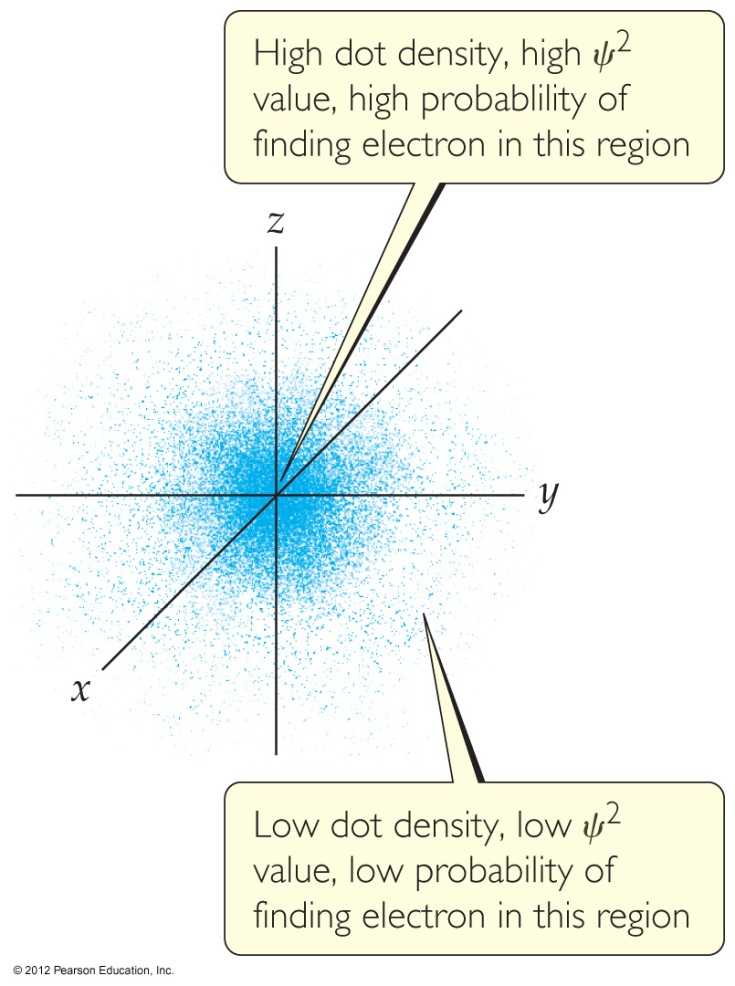 High dot density, high ψ²
value, high probablility of
finding electron in this region
z
y
x
Low dot density, low ψ²
value, low probability of
finding electron in this region
© 2012 Pearson Education, Inc.